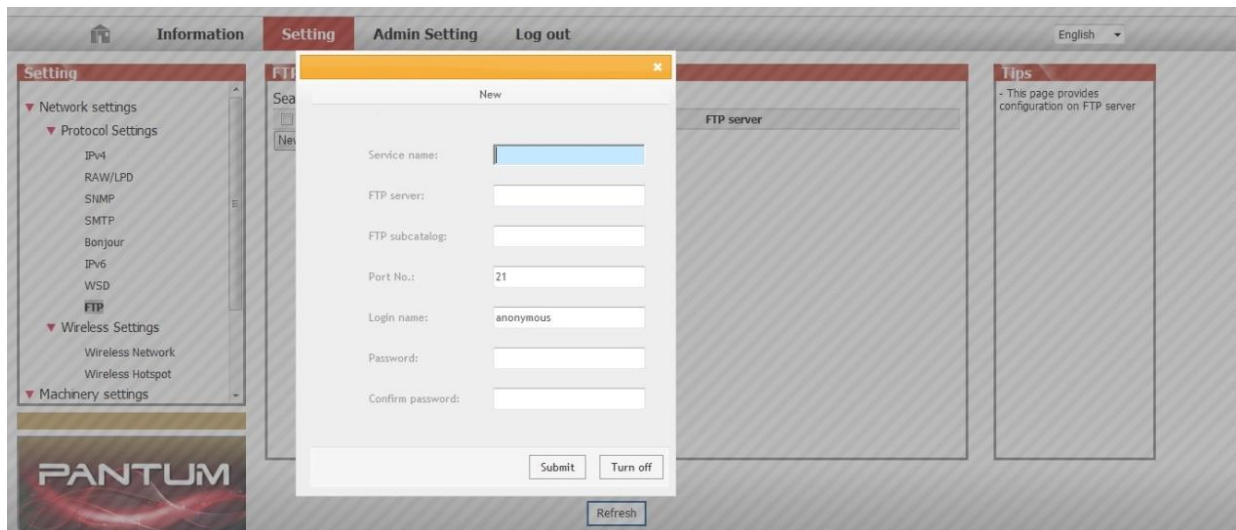 Information Setting Admin Setting Log out English
Setting
Network settings
Protocol Settings
IPv4
RAW/LPD
SNMP
SMTP
Bonjour
IPv6
WSD
FTP
Wireless Settings
Wireless Network
Wireless Hotspot
Machinery settings
PANTUM
FTP
Sea
New
FTP server
New
Service name:
FTP server:
FTP subcatalog:
Port No.: 21
Login name: anonymous
Password:
Confirm password:
Submit Turn off
Refresh
Tips
- This page provides
configuration on FTP server